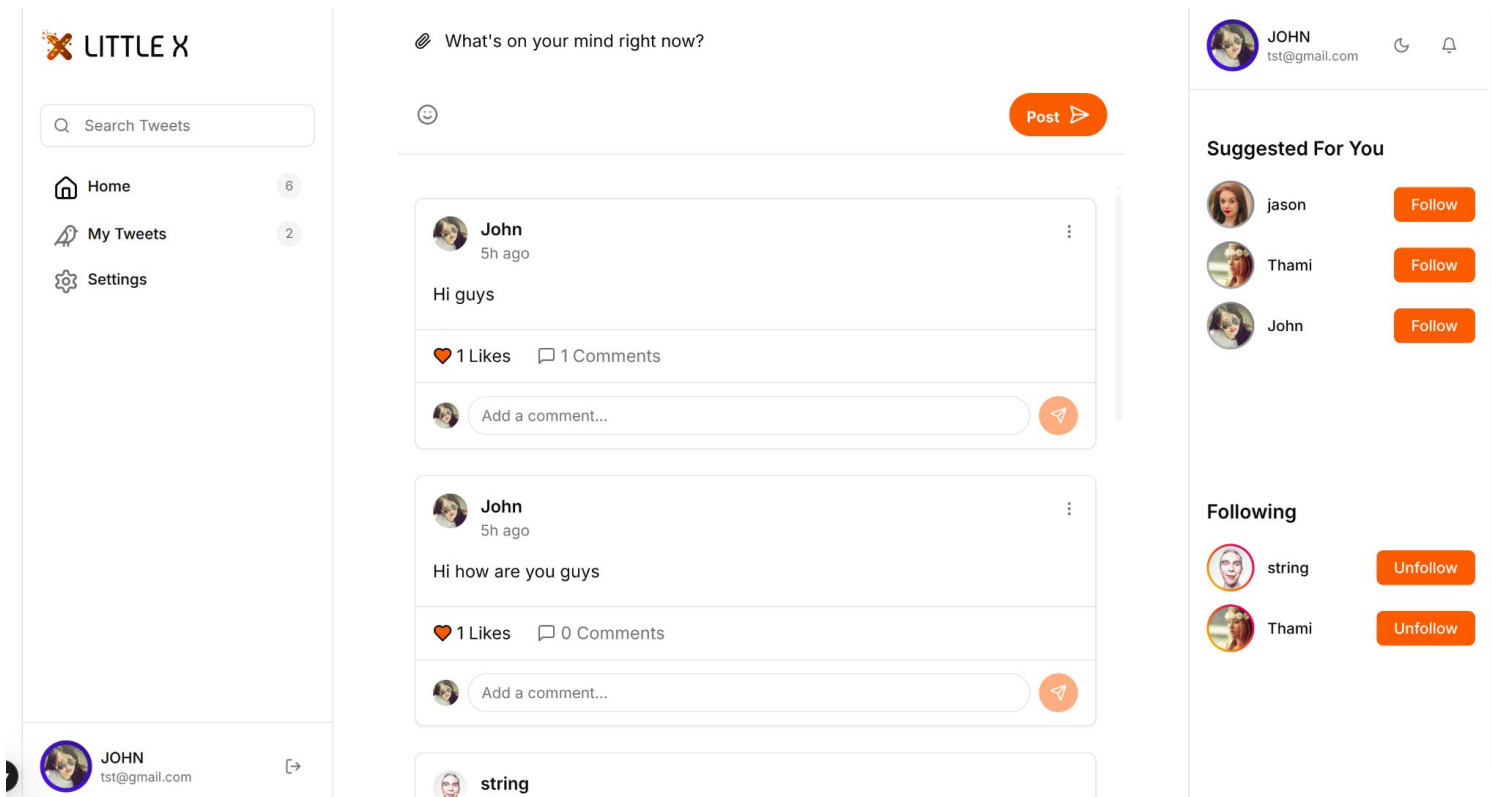 LITTLE X
Search Tweets
Home 6
My Tweets 2
Settings
JOHN
tst@gmail.com
What's on your mind right now?
Post
John
5h ago
Hi guys
1 Likes 1 Comments
Add a comment...
John
5h ago
Hi how are you guys
1 Likes 0 Comments
Add a comment...
string
JOHN
tst@gmail.com
Suggested For You
jason Follow
Thami Follow
John Follow
Following
string Unfollow
Thami Unfollow